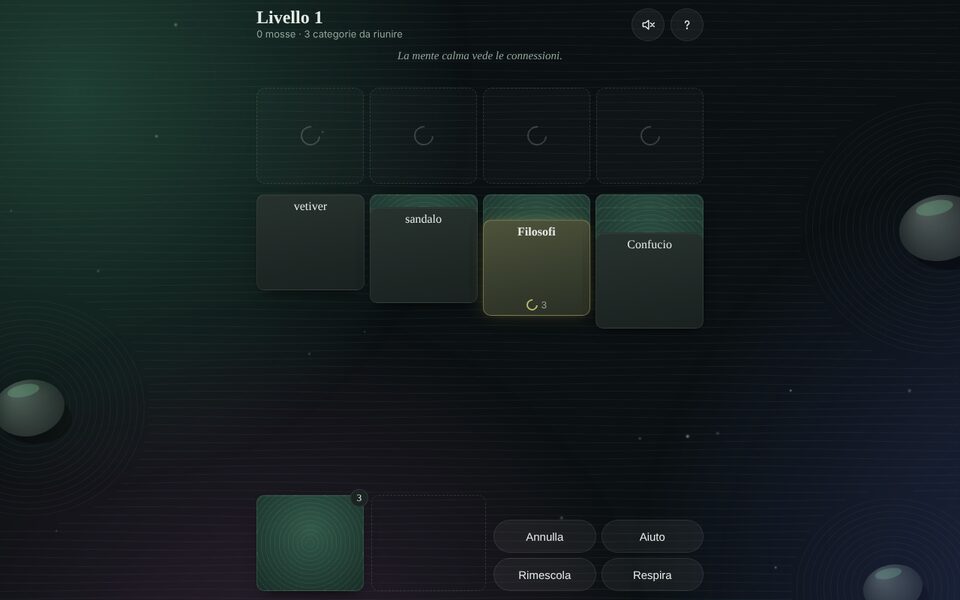 Livello 1
0 mosse · 3 categorie da riunire
?
La mente calma vede le connessioni.
vetiver
sandalo
Filosofi
3
Confucio
3
Annulla
Aiuto
Rimescola
Respira